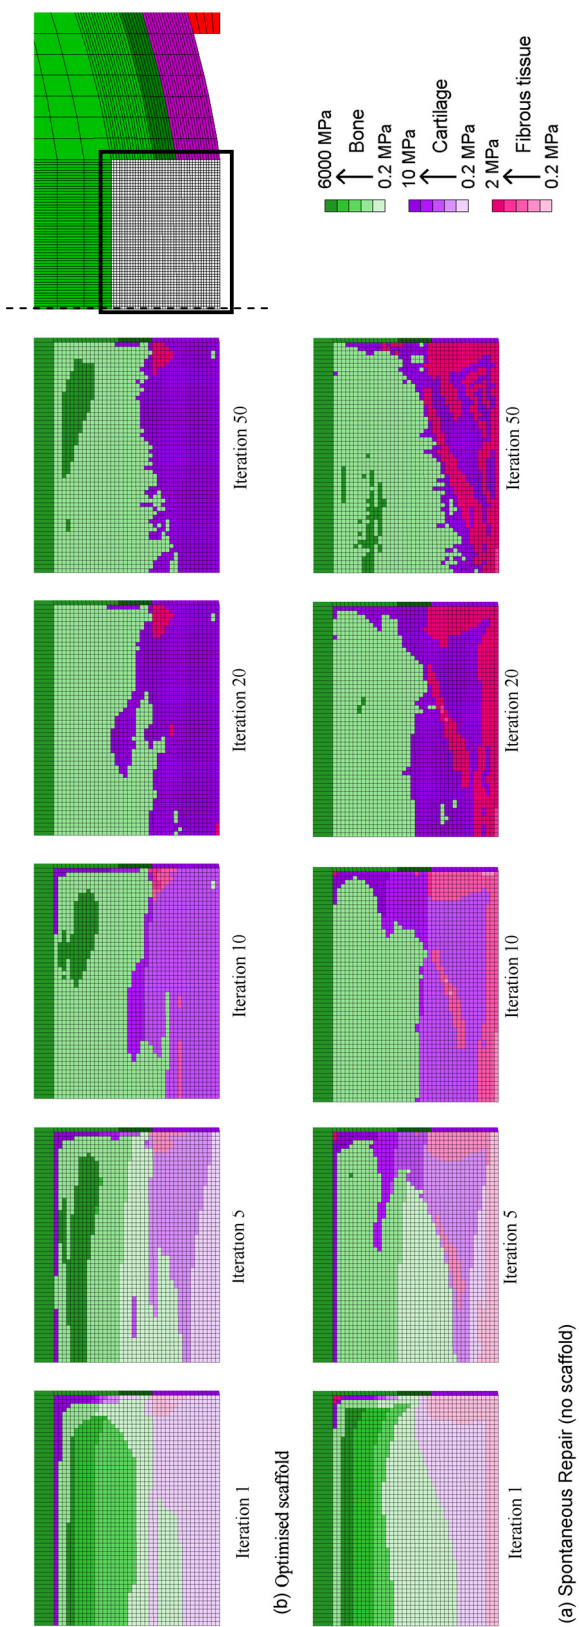 6000 MPa
Bone
0.2 MPa
10 MPa
Cartilage
0.2 MPa
2 MPa
Fibrous tissue
0.2 MPa
Iteration 1
Iteration 5
Iteration 10
Iteration 20
Iteration 50
(b) Optimised scaffold
Iteration 1
Iteration 5
Iteration 10
Iteration 20
Iteration 50
(a) Spontaneous Repair (no scaffold)